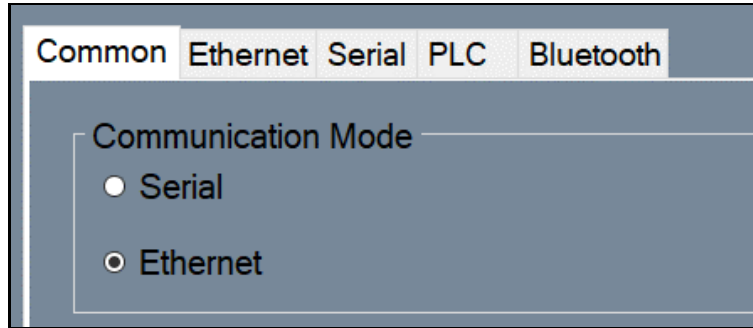 Common Ethernet Serial PLC Bluetooth
Communication Mode
Serial
Ethernet